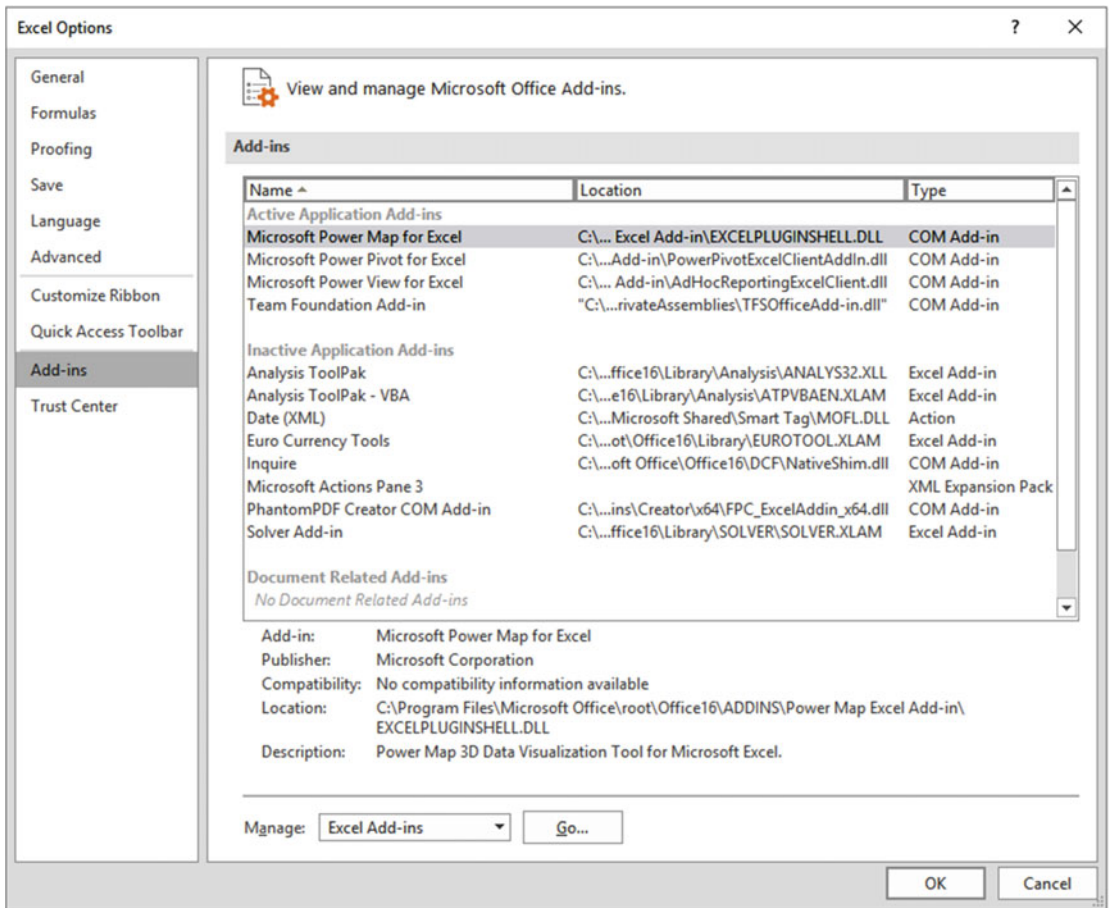 Excel Options ?
General
Formulas
Proofing
Save
Language
Advanced
Customize Ribbon
Quick Access Toolbar
Add-ins
Trust Center
View and manage Microsoft Office Add-ins.
Add-ins
Name Location Type
Active Application Add-ins
Microsoft Power Map for Excel C:\... Excel Add-in\EXCELPLUGINSHELL.DLL COM Add-in
Microsoft Power Pivot for Excel C:\...Add-in\PowerPivotExcelClientAddIn.dll COM Add-in
Microsoft Power View for Excel C:\... Add-in\AdHocReportingExcelClient.dll COM Add-in
Team Foundation Add-in "C:\...rivateAssemblies\TFSOfficeAdd-in.dll" COM Add-in
Inactive Application Add-ins
Analysis ToolPak C:\...ffice16\Library\Analysis\ANALYS32.XLL Excel Add-in
Analysis ToolPak - VBA C:\...e16\Library\Analysis\ATPVBAEN.XLAM Excel Add-in
Date (XML) C:\...Microsoft Shared\Smart Tag\MOFL.DLL Action
Euro Currency Tools C:\...ot\Office16\Library\EUROTOOL.XLAM Excel Add-in
Inquire C:\...oft Office\Office16\DCF\NativeShim.dll COM Add-in
Microsoft Actions Pane 3 XML Expansion Pack
PhantomPDF Creator COM Add-in C:\...ins\Creator\x64\FPC_ExcelAddin_x64.dll COM Add-in
Solver Add-in C:\...ffice16\Library\SOLVER\SOLVER.XLAM Excel Add-in
Document Related Add-ins
No Document Related Add-ins
Add-in: Microsoft Power Map for Excel
Publisher: Microsoft Corporation
Compatibility: No compatibility information available
Location: C:\Program Files\Microsoft Office\root\Office16\ADDINS\Power Map Excel Add-in\
EXCELPLUGINSHELL.DLL
Description: Power Map 3D Data Visualization Tool for Microsoft Excel.
Manage: Excel Add-ins Go...
OK Cancel